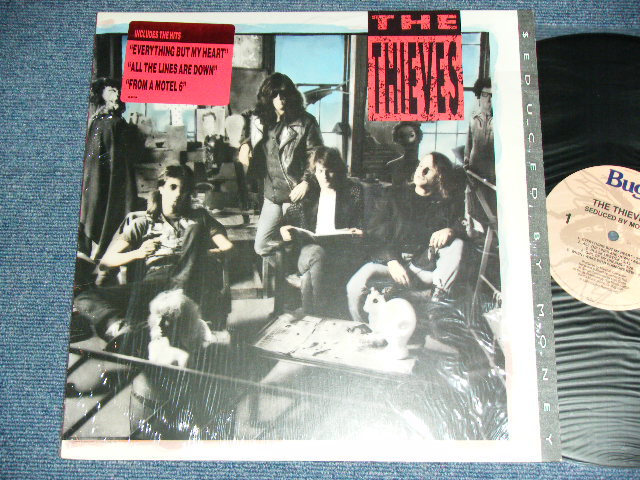 INCLUDES THE HITS
"EVERYTHING BUT MY HEART"
"ALL THE LINES ARE DOWN"
"FROM A MOTEL 6"
THE
THIEVES
SEDUCED BY MONEY
Bug
THE THIEV
SEDUCED BY MO
1